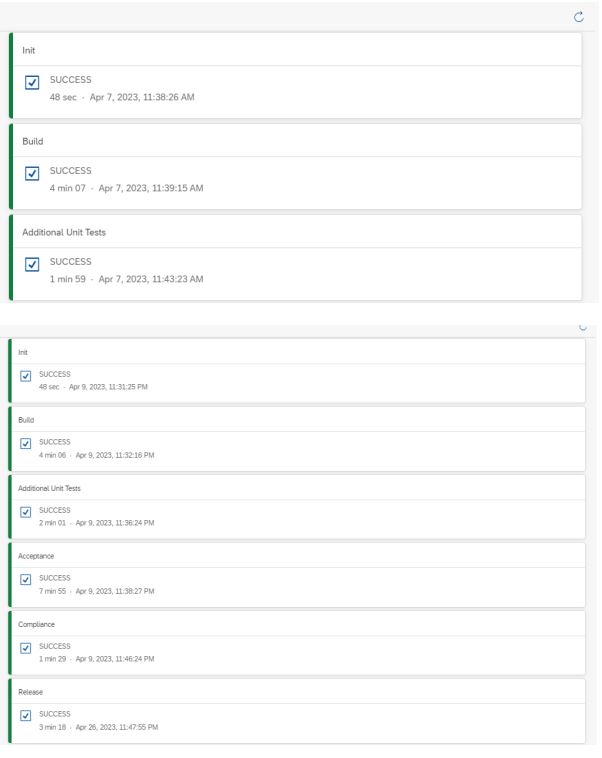 Init
SUCCESS
48 sec · Apr 7, 2023, 11:38:26 AM
Build
SUCCESS
4 min 07 · Apr 7, 2023, 11:39:15 AM
Additional Unit Tests
SUCCESS
1 min 59 · Apr 7, 2023, 11:43:23 AM
Init
SUCCESS
48 sec · Apr 9, 2023, 11:31:25 PM
Build
SUCCESS
4 min 06 · Apr 9, 2023, 11:32:16 PM
Additional Unit Tests
SUCCESS
2 min 01 · Apr 9, 2023, 11:36:24 PM
Acceptance
SUCCESS
7 min 55 · Apr 9, 2023, 11:38:27 PM
Compliance
SUCCESS
1 min 29 · Apr 9, 2023, 11:46:24 PM
Release
SUCCESS
3 min 18 · Apr 26, 2023, 11:47:55 PM